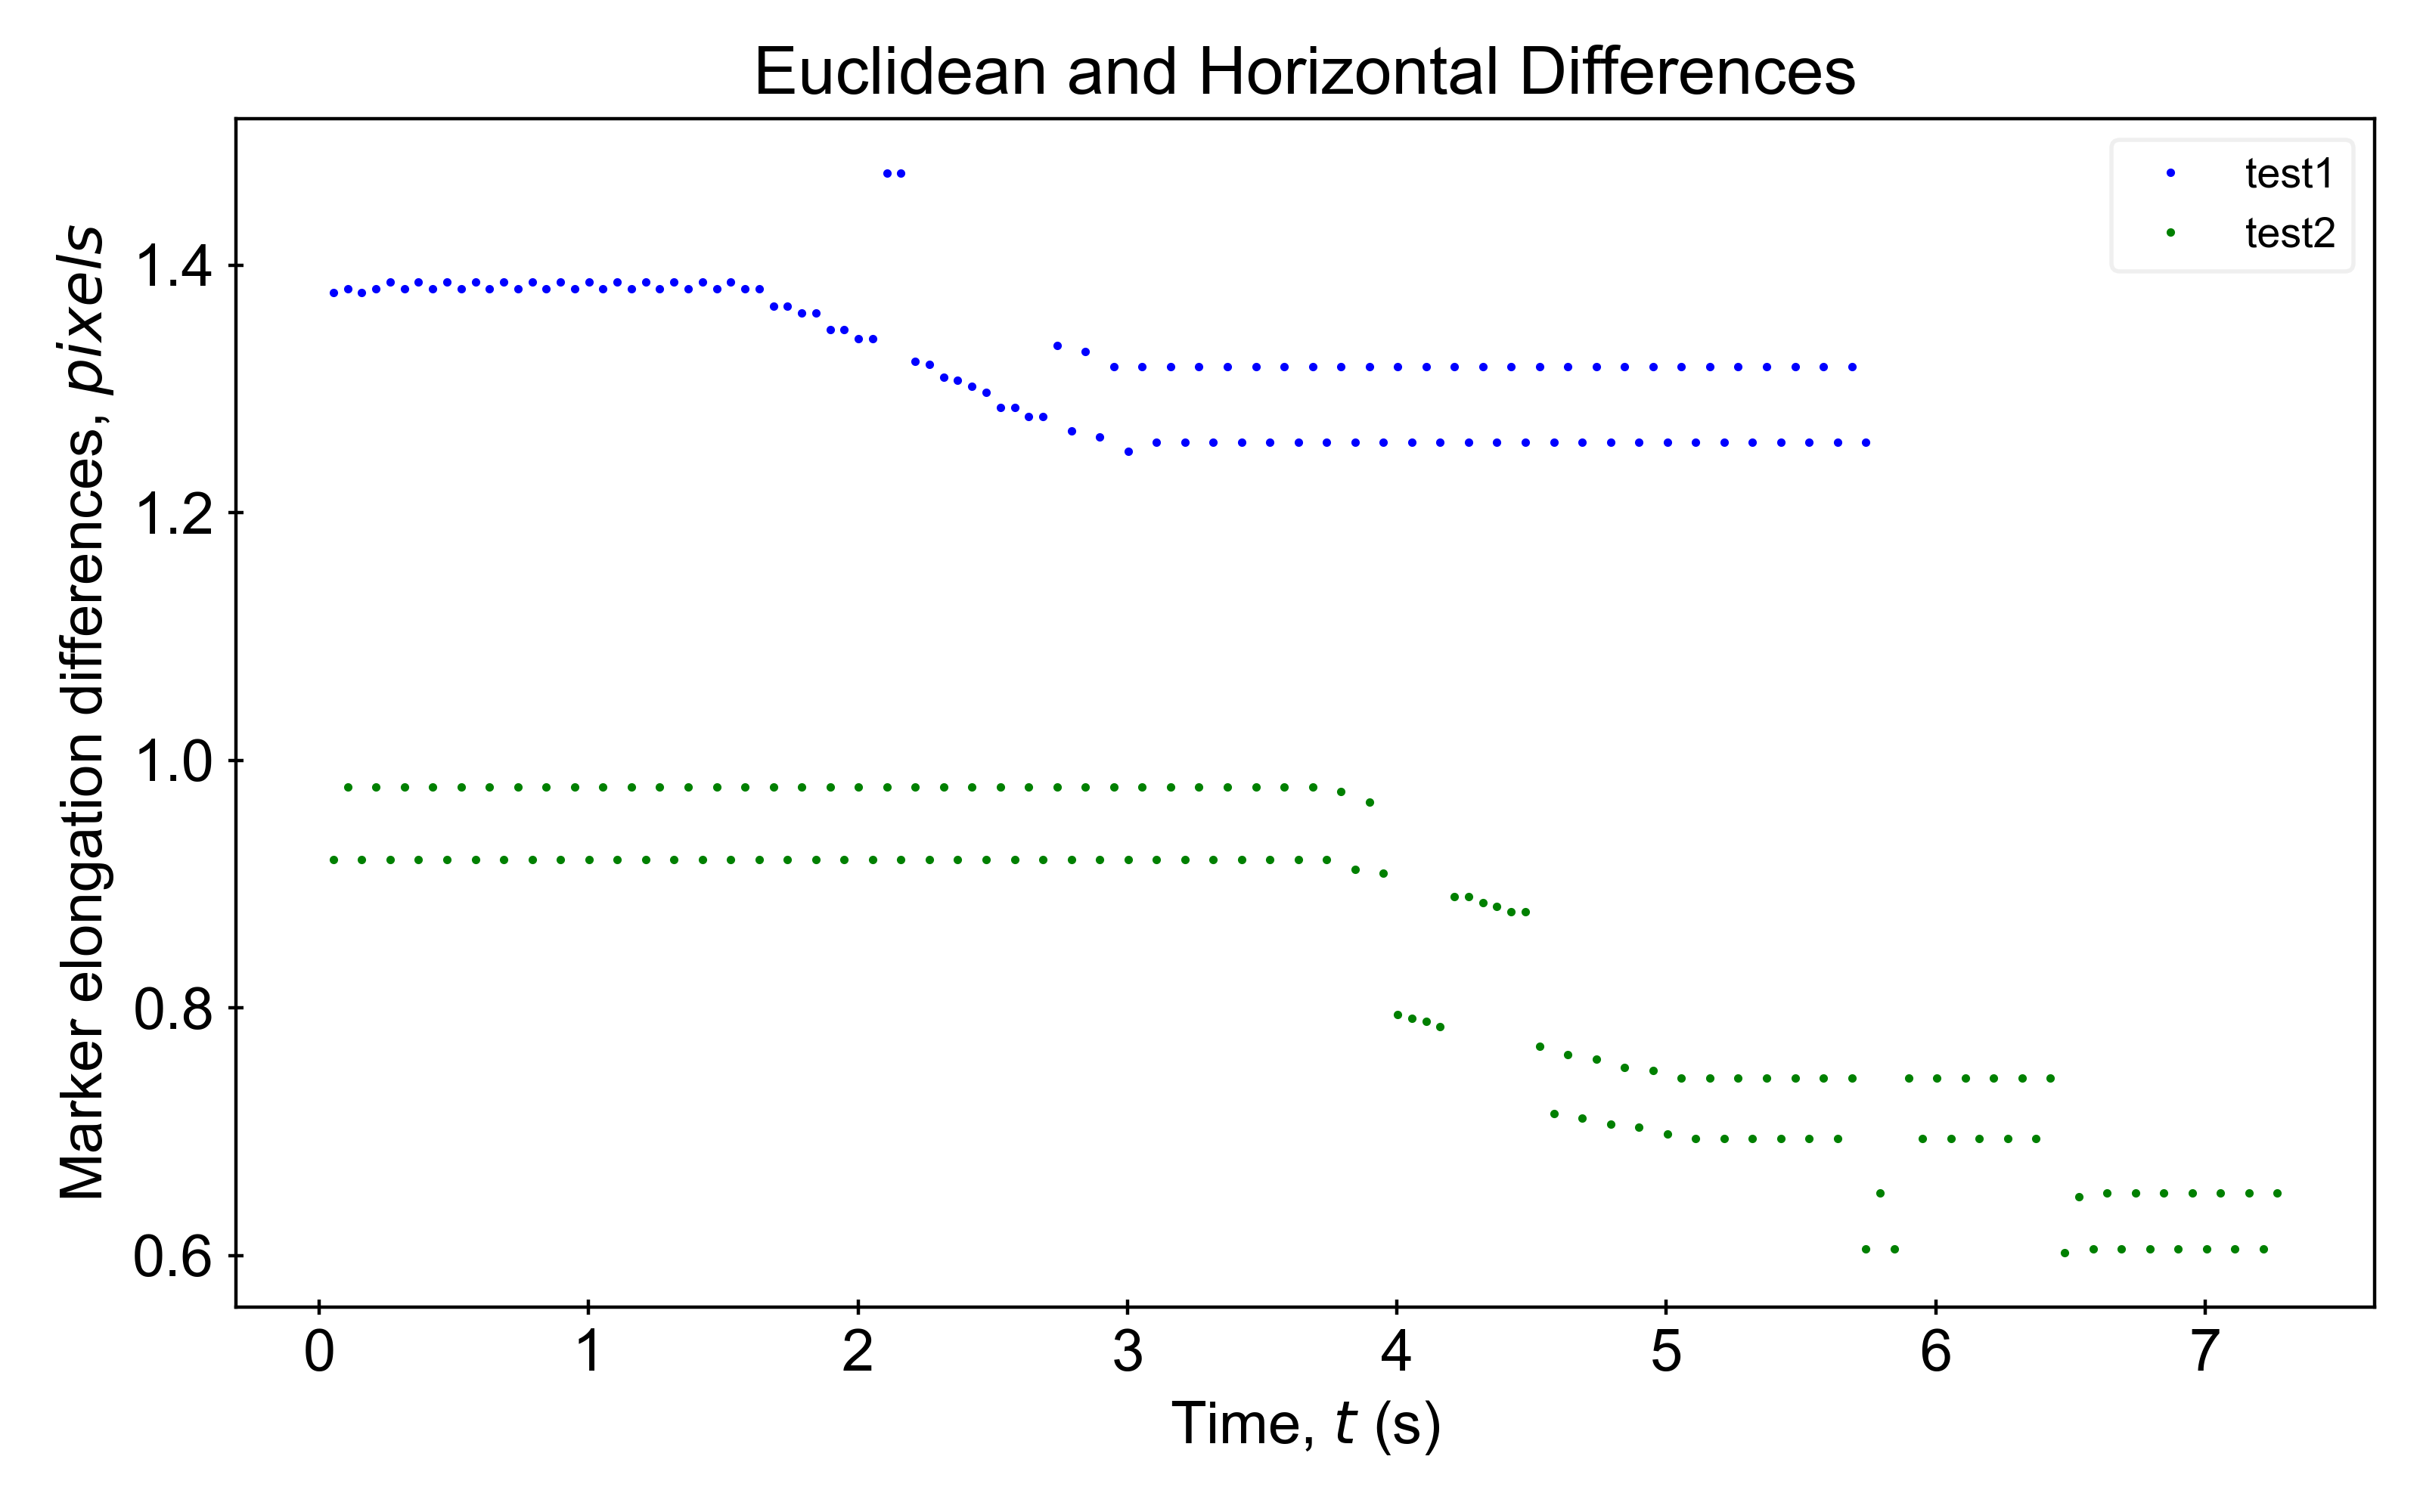 Euclidean and Horizontal Differences
test1
test2
Marker elongation differences, pixels
1.4
1.2
1.0
0.8
0.6
0 1 2 3 4 5 6 7
Time, t (s)